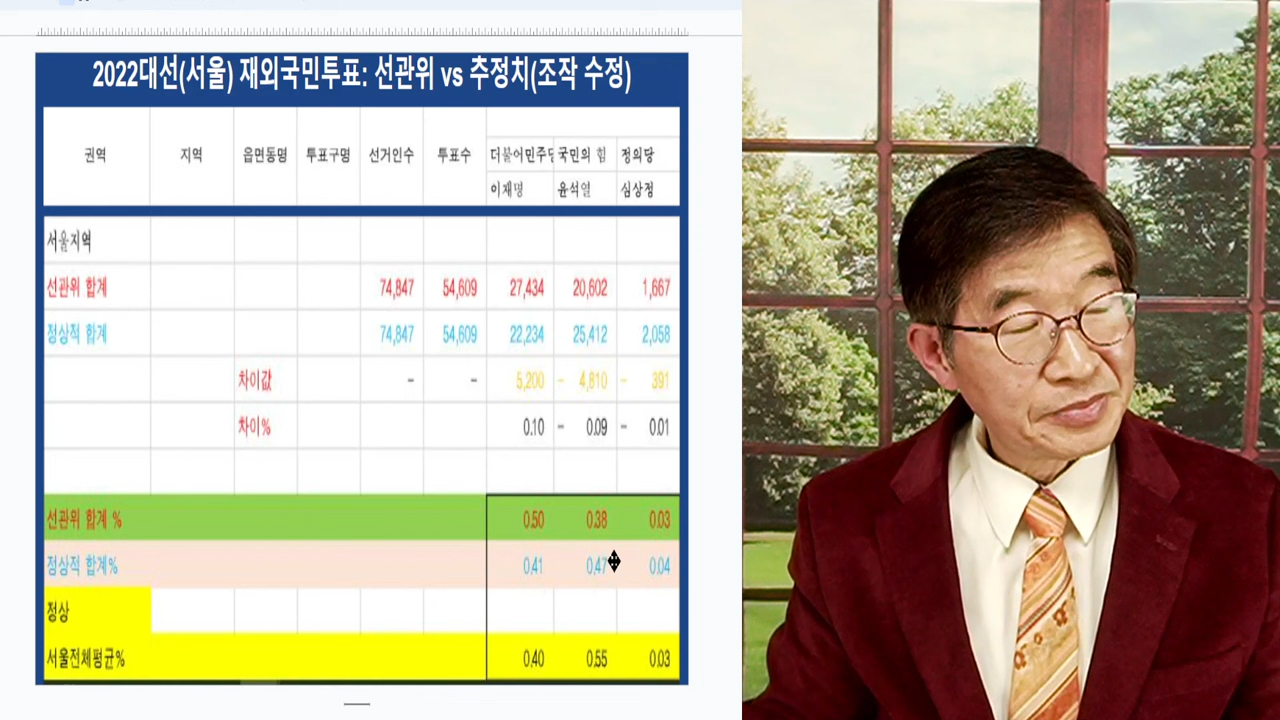 2022대선(서울) 재외국민투표: 선관위 vs 추정치(조작 수정)
권역 지역 읍면동명 투표구명 선거인수 투표수 더불어민주당 국민의 힘 정의당
이재명 윤석열 심상정
서울지역
선관위 합계 74,847 54,609 27,434 20,602 1,667
정상적 합계 74,847 54,609 22,234 25,412 2,058
차이값 - - 5,200 - 4,810 - 391
차이% 0.10 - 0.09 - 0.01
선관위 합계 % 0.50 0.38 0.03
정상적 합계% 0.41 0.47 0.04
정상
서울전체평균% 0.40 0.55 0.03